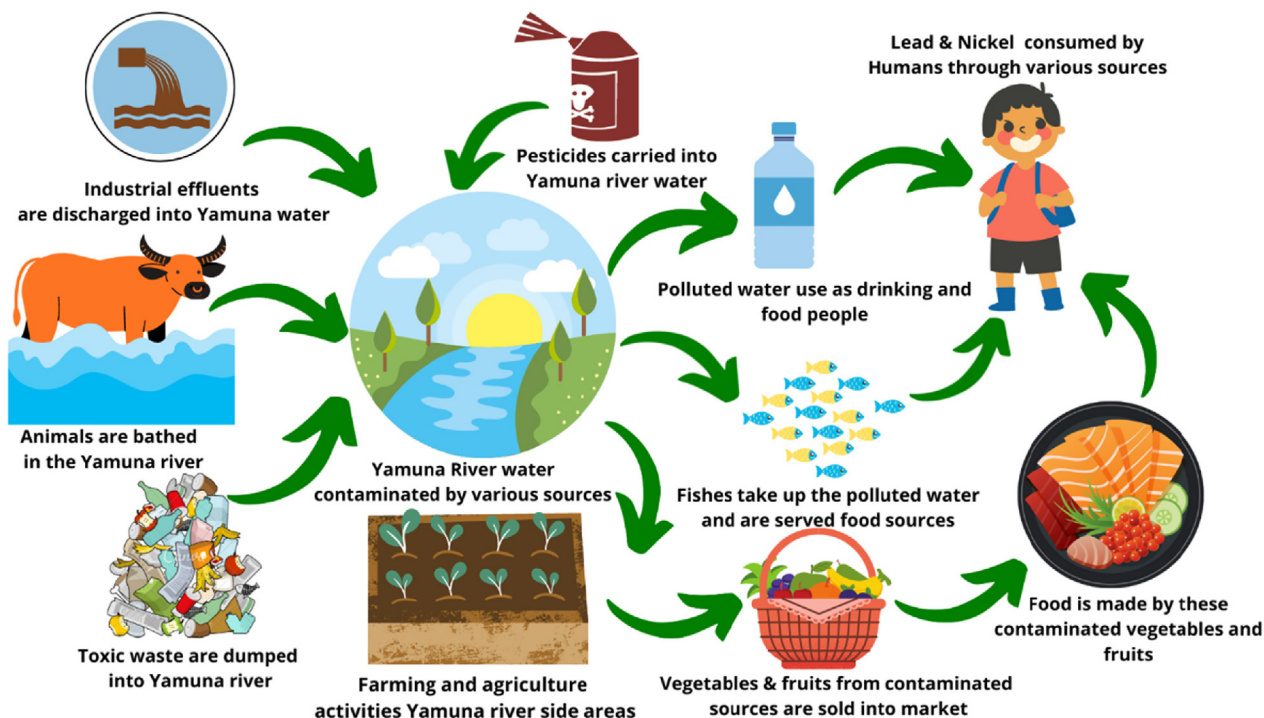 Industrial effluents
are discharged into Yamuna water
Pesticides carried into
Yamuna river water
Lead & Nickel consumed by
Humans through various sources
Animals are bathed
in the Yamuna river
Yamuna River water
contaminated by various sources
Polluted water use as drinking and
food people
Fishes take up the polluted water
and are served food sources
Toxic waste are dumped
into Yamuna river
Farming and agriculture
activities Yamuna river side areas
Vegetables & fruits from contaminated
sources are sold into market
Food is made by these
contaminated vegetables and
fruits